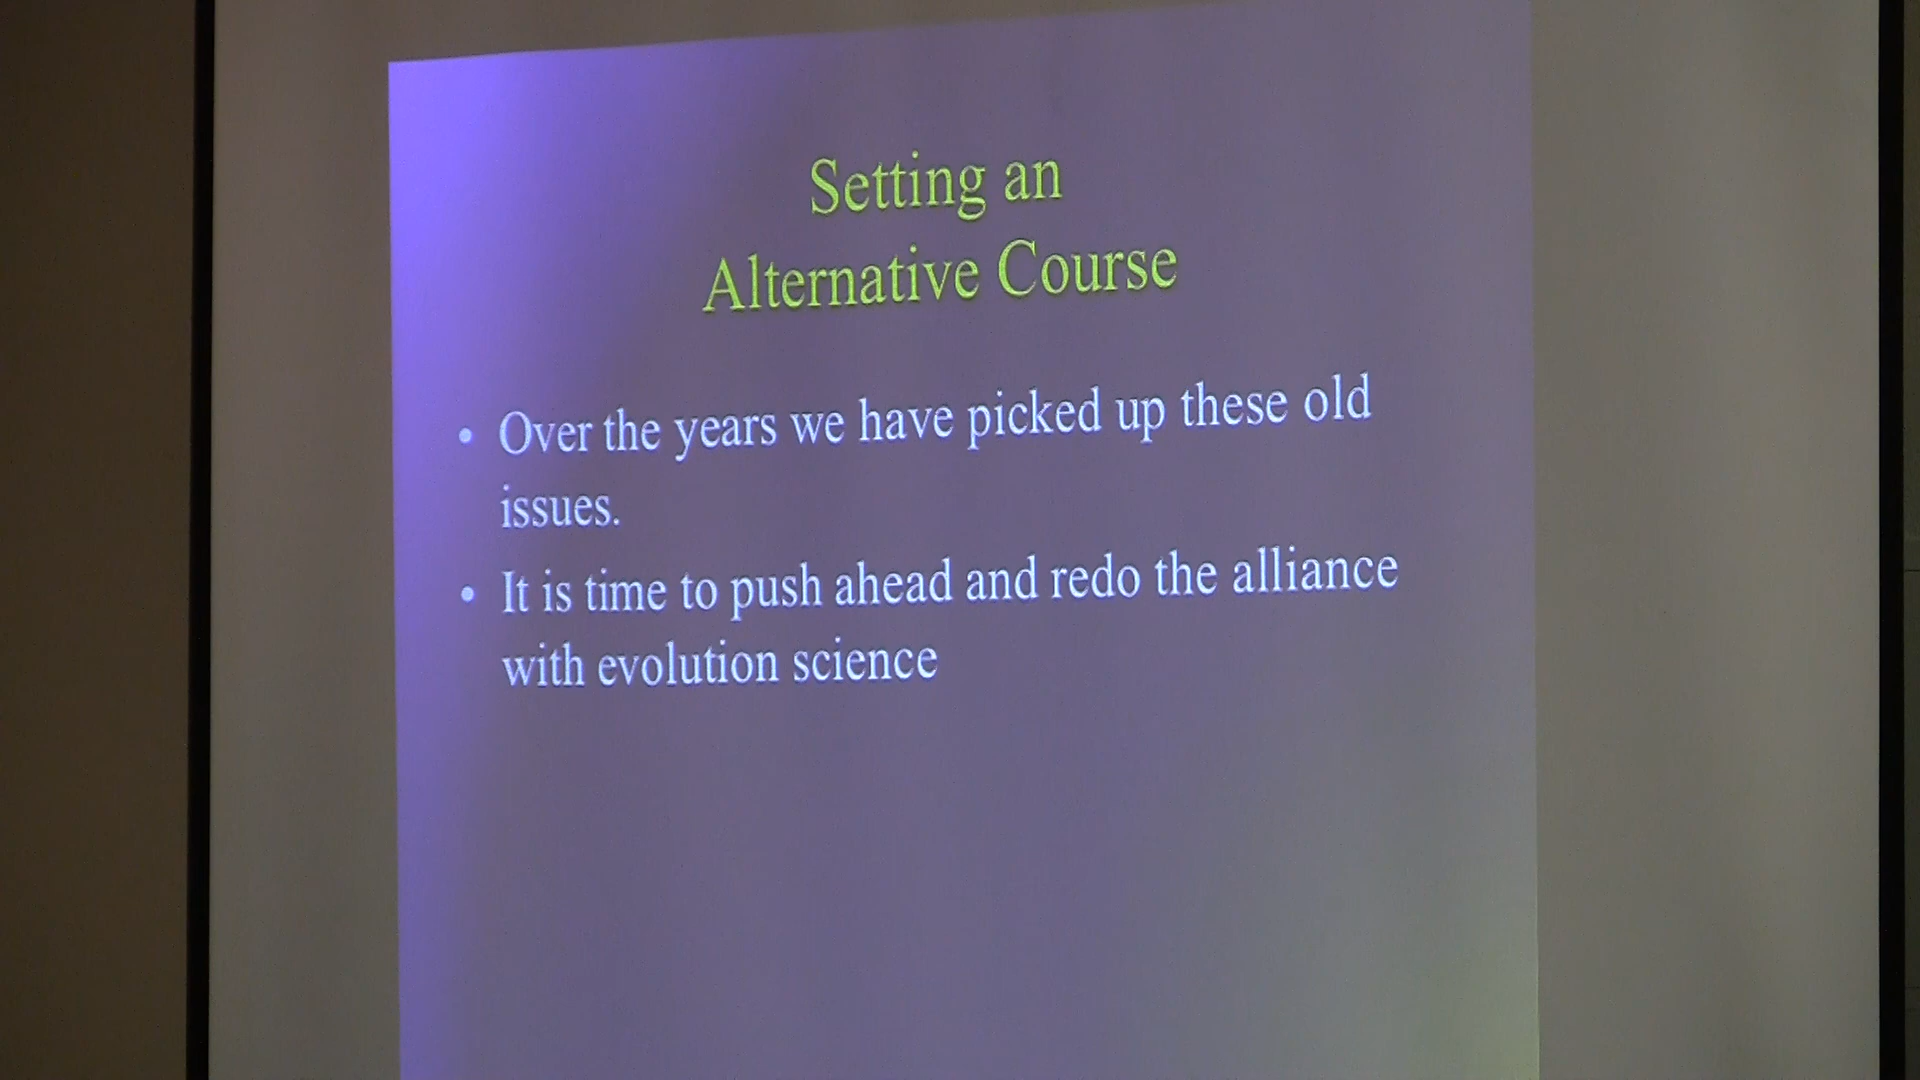 Setting an
Alternative Course
• Over the years we have picked up these old
issues.
• It is time to push ahead and redo the alliance
with evolution science